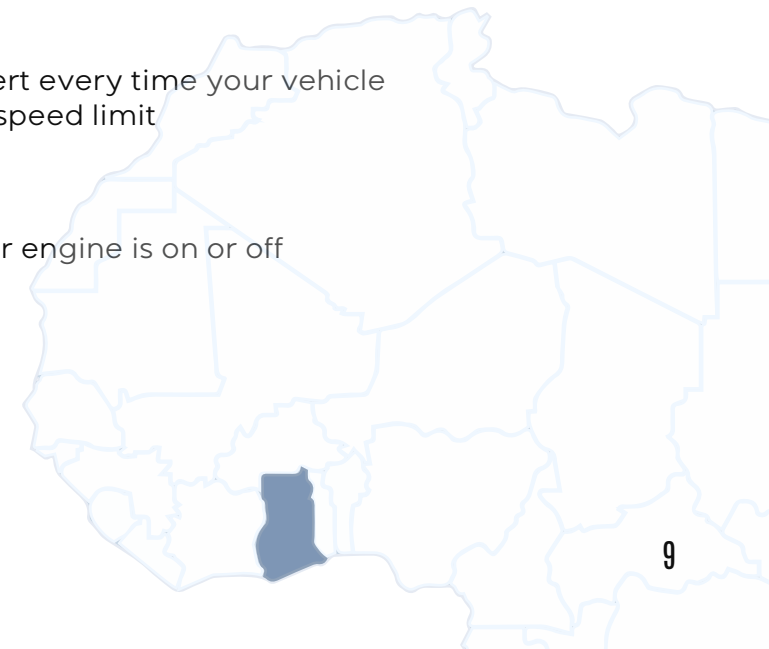 ert every time your vehicle
speed limit
r engine is on or off
9